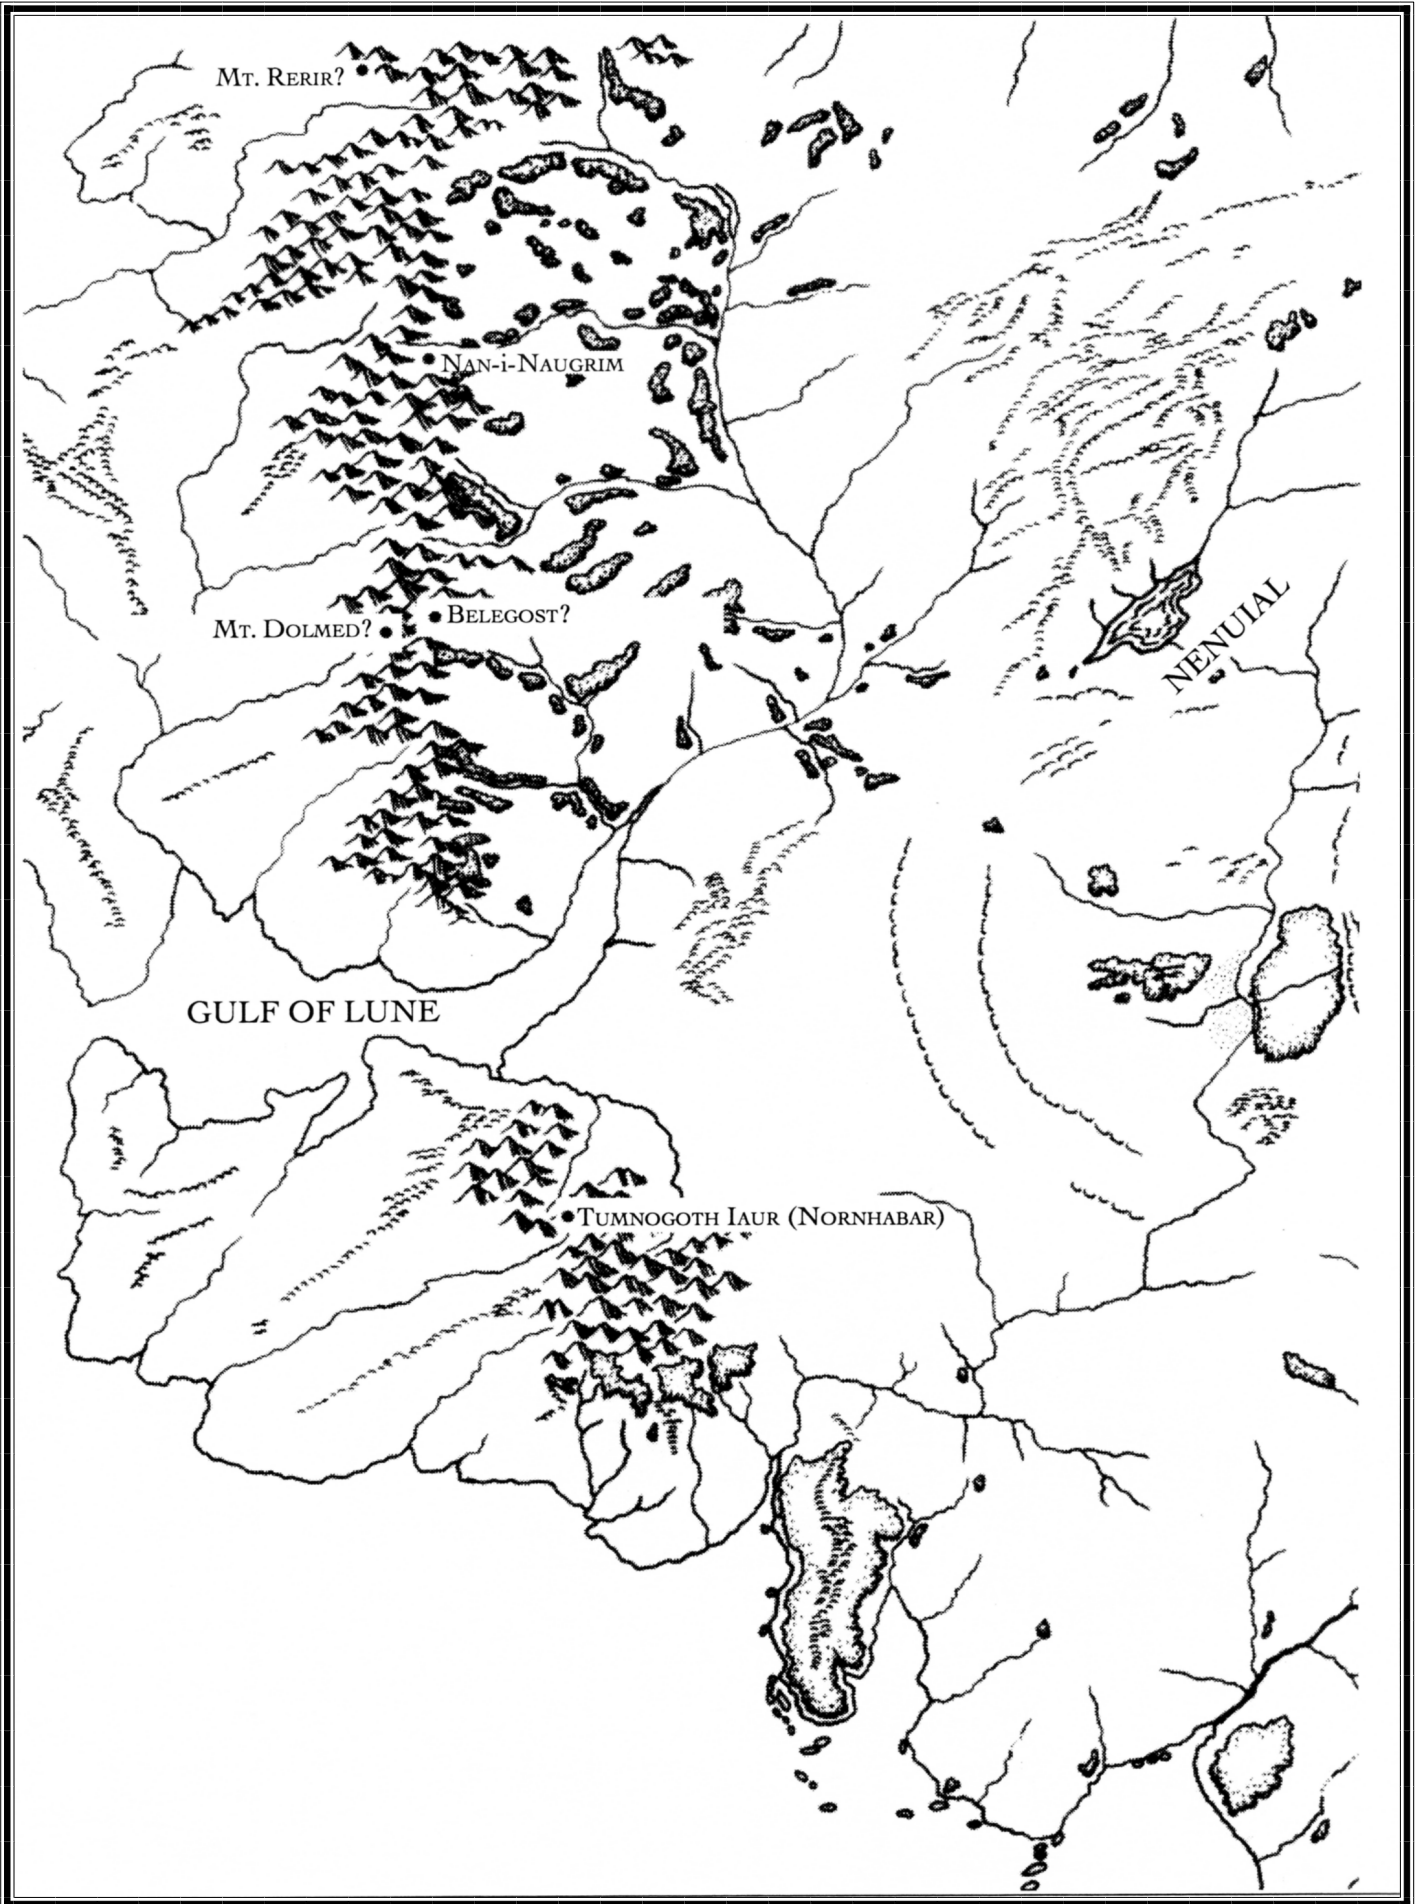 Mt. Rerir?
Nan-i-Naugrim
Belegost?
Mt. Dolmed?
NENUIAL
GULF OF LUNE
Tumnogoth Iaur (Nornhabar)